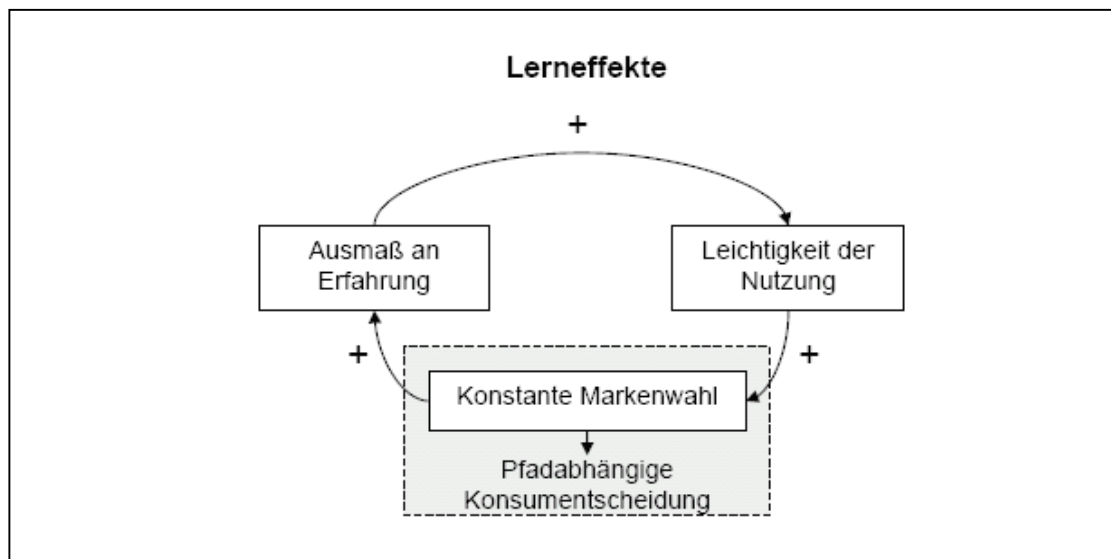 Lerneffekte
+
Ausmaß an
Erfahrung
Leichtigkeit der
Nutzung
+
+
Konstante Markenwahl
Pfadabhängige
Konsumentscheidung